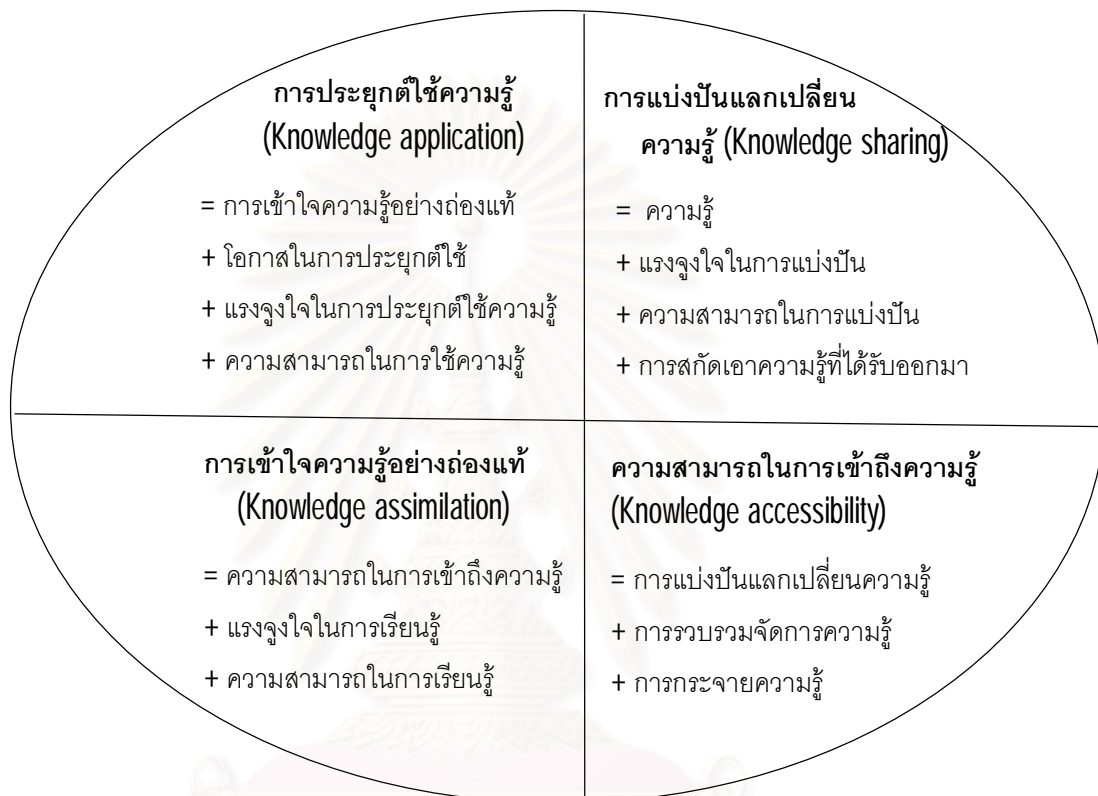 การประยุกต์ใช้ความรู้
(Knowledge application)
= การเข้าใจความรู้อย่างถ่องแท้
+ โอกาสในการประยุกต์ใช้
+ แรงจูงใจในการประยุกต์ใช้ความรู้
+ ความสามารถในการใช้ความรู้
การแบ่งปันแลกเปลี่ยน
ความรู้ (Knowledge sharing)
= ความรู้
+ แรงจูงใจในการแบ่งปัน
+ ความสามารถในการแบ่งปัน
+ การสกัดเอาความรู้ที่ได้รับออกมา
การเข้าใจความรู้อย่างถ่องแท้
(Knowledge assimilation)
= ความสามารถในการเข้าถึงความรู้
+ แรงจูงใจในการเรียนรู้
+ ความสามารถในการเรียนรู้
ความสามารถในการเข้าถึงความรู้
(Knowledge accessibility)
= การแบ่งปันแลกเปลี่ยนความรู้
+ การรวบรวมจัดการความรู้
+ การกระจายความรู้